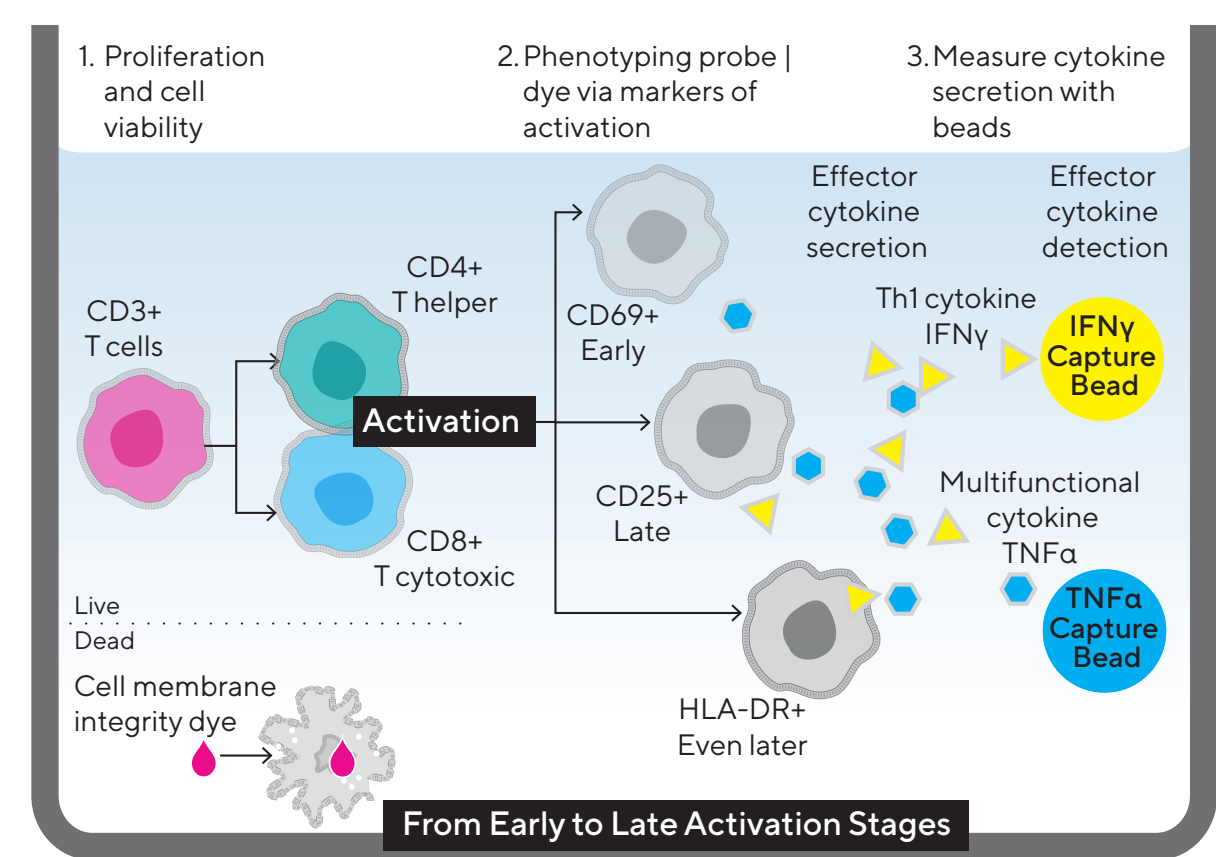 1. Proliferation
and cell
viability
2. Phenotyping probe |
dye via markers of
activation
3. Measure cytokine
secretion with
beads
Effector
cytokine
secretion
Effector
cytokine
detection
CD3+
T cells
CD4+
T helper
CD8+
T cytotoxic
Activation
CD69+
Early
CD25+
Late
HLA-DR+
Even later
Th1 cytokine
IFNγ
IFNγ
Capture
Bead
Multifunctional
cytokine
TNFα
TNFα
Capture
Bead
Live
Dead
Cell membrane
integrity dye
From Early to Late Activation Stages